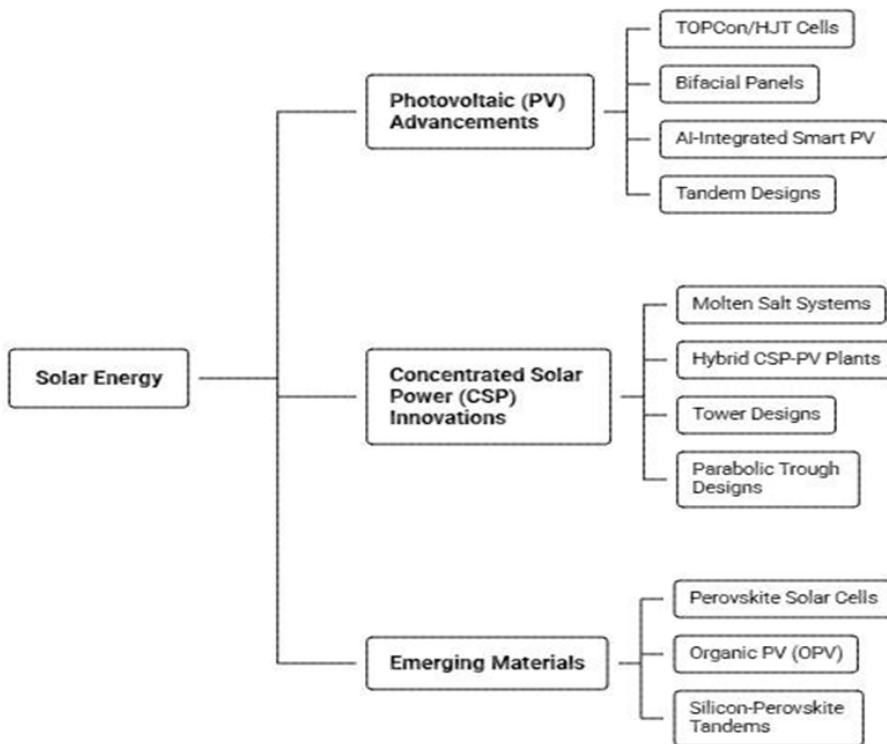 Solar Energy
Photovoltaic (PV)
Advancements
TOPCon/HJT Cells
Bifacial Panels
AI-Integrated Smart PV
Tandem Designs
Concentrated Solar
Power (CSP)
Innovations
Molten Salt Systems
Hybrid CSP-PV Plants
Tower Designs
Parabolic Trough
Designs
Emerging Materials
Perovskite Solar Cells
Organic PV (OPV)
Silicon-Perovskite
Tandems